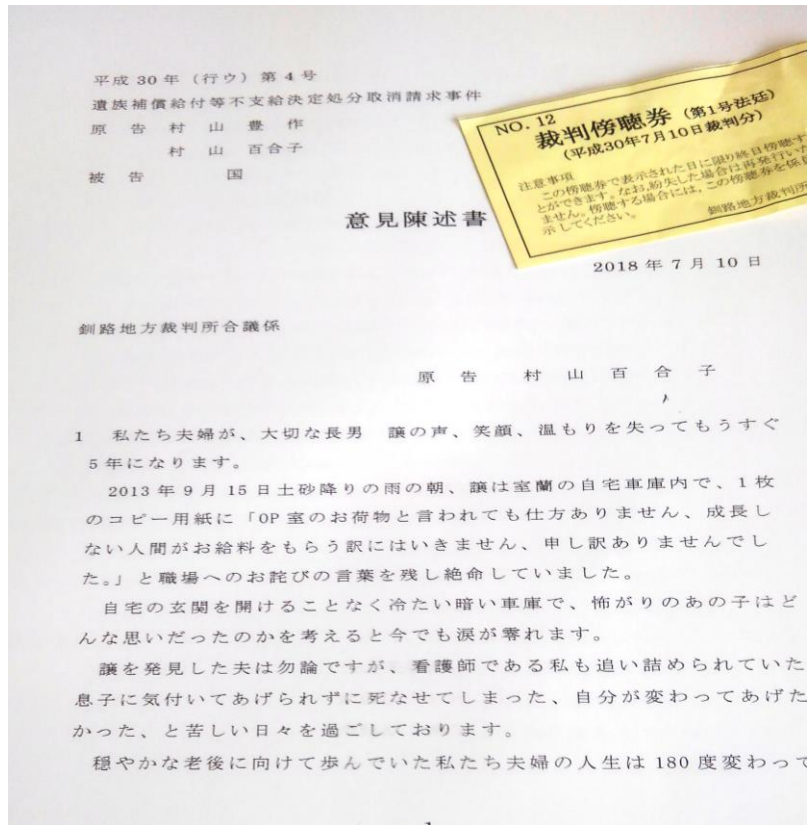 平成30年（行ウ）第4号
遺族補償給付等不支給決定処分取消請求事件
原告 村山豊作
村山 百合子
被告 国
NO.12
裁判傍聴券（第1号法廷）
（平成30年7月10日裁判分）
注意事項
この傍聴券で表示された日に限り終日傍聴す
とができます。なお,紛失した場合は再発行いた
ません。傍聴する場合には,この傍聴券を係
示してください。
釧路地方裁判所
意見陳述書
2018年7月10日
釧路地方裁判所合議係
原告 村山百合子
1 私たち夫婦が、大切な長男 譲の声、笑顔、温もりを失ってもうすぐ
5年になります。
2013年9月15日土砂降りの雨の朝、譲は室蘭の自宅車庫内で、1枚
のコピー用紙に「OP室のお荷物と言われても仕方ありません、成長し
ない人間がお給料をもらう訳にはいきません、申し訳ありませんでし
た。」と職場へのお詫びの言葉を残し絶命していました。
自宅の玄関を開けることなく冷たい暗い車庫で、怖がりのあの子はど
んな思いだったのかを考えると今でも涙が零れます。
譲を発見した夫は勿論ですが、看護師である私も追い詰められていた
息子に気付いてあげられずに死なせてしまった、自分が変わってあげた
かった、と苦しい日々を過ごしております。
穏やかな老後に向けて歩んでいた私たち夫婦の人生は180度変わって